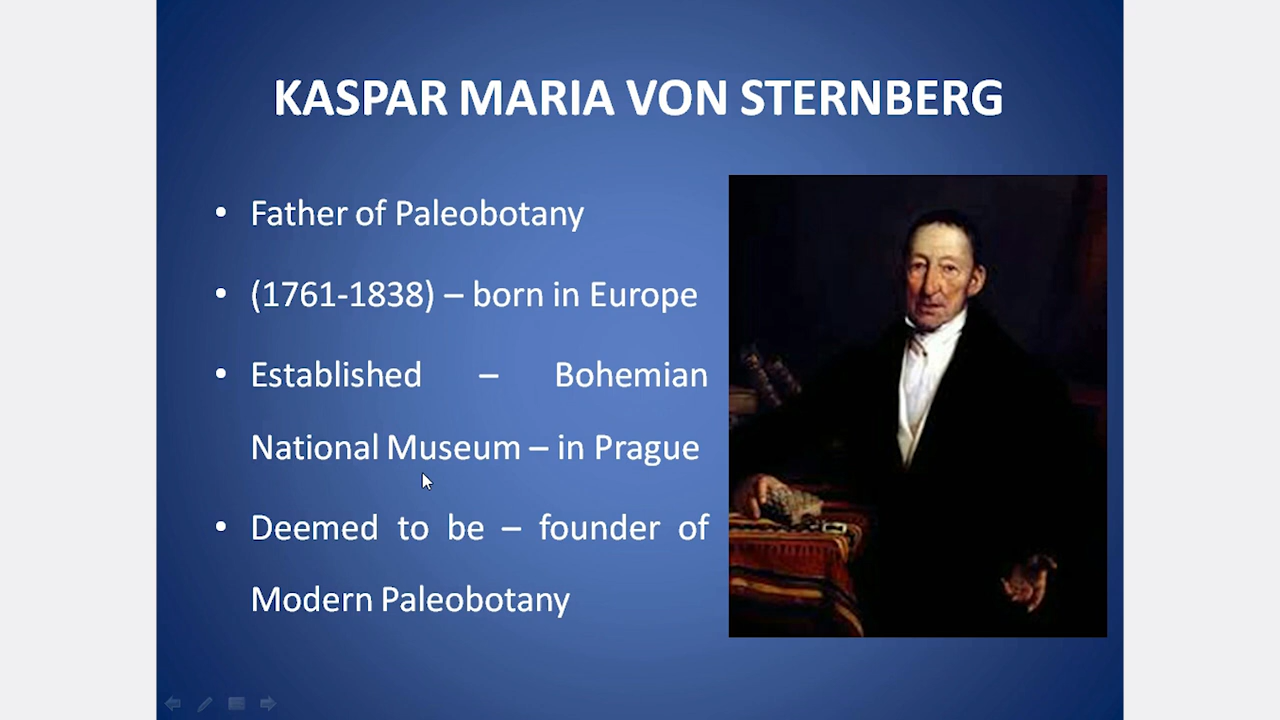 KASPAR MARIA VON STERNBERG
• Father of Paleobotany
• (1761-1838) – born in Europe
• Established – Bohemian
National Museum – in Prague
• Deemed to be – founder of
Modern Paleobotany